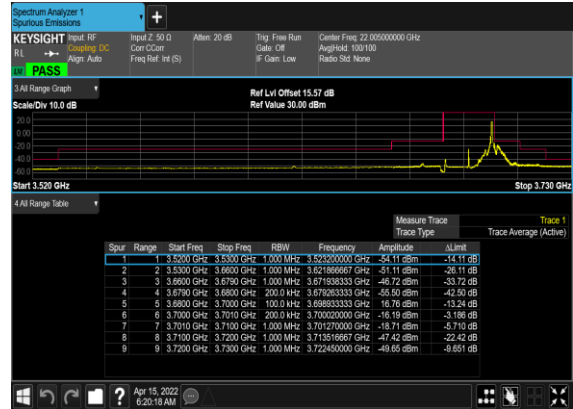 Spectrum Analyzer 1
Spurious Emissions
+
KEYSIGHT Input: RF Input Z: 50 Ω Atten: 20 dB Trig: Free Run Center Freq: 22.005000000 GHz
RL Coupling: DC Corr CCorr Gate: Off Avg|Hold: 100/100
Align: Auto Freq Ref: Int (S) IF Gain: Low Radio Std: None
PASS
3 All Range Graph
Ref Lvl Offset 15.57 dB
Scale/Div 10.0 dB Ref Value 30.00 dBm
20.0
0.00
-20.0
-40.0
-60.0
Start 3.520 GHz Stop 3.730 GHz
4 All Range Table
Measure Trace Trace 1
Trace Type Trace Average (Active)
Spur Range Start Freq Stop Freq RBW Frequency Amplitude ΔLimit
1 1 3.5200 GHz 3.5300 GHz 1.000 MHz 3.523200000 GHz -54.11 dBm -14.11 dB
2 2 3.5300 GHz 3.6600 GHz 1.000 MHz 3.621866667 GHz -51.11 dBm -26.11 dB
3 3 3.6600 GHz 3.6790 GHz 1.000 MHz 3.671938333 GHz -46.72 dBm -33.72 dB
4 4 3.6790 GHz 3.6800 GHz 200.0 kHz 3.679263333 GHz -55.50 dBm -42.50 dB
5 5 3.6800 GHz 3.7000 GHz 100.0 kHz 3.698933333 GHz 16.76 dBm -13.24 dB
6 6 3.7000 GHz 3.7010 GHz 200.0 kHz 3.700020000 GHz -16.19 dBm -3.186 dB
7 7 3.7010 GHz 3.7100 GHz 1.000 MHz 3.701270000 GHz -18.71 dBm -5.710 dB
8 8 3.7100 GHz 3.7200 GHz 1.000 MHz 3.713516667 GHz -47.42 dBm -22.42 dB
9 9 3.7200 GHz 3.7300 GHz 1.000 MHz 3.722450000 GHz -49.65 dBm -9.651 dB
?
Apr 15, 2022
6:20:18 AM